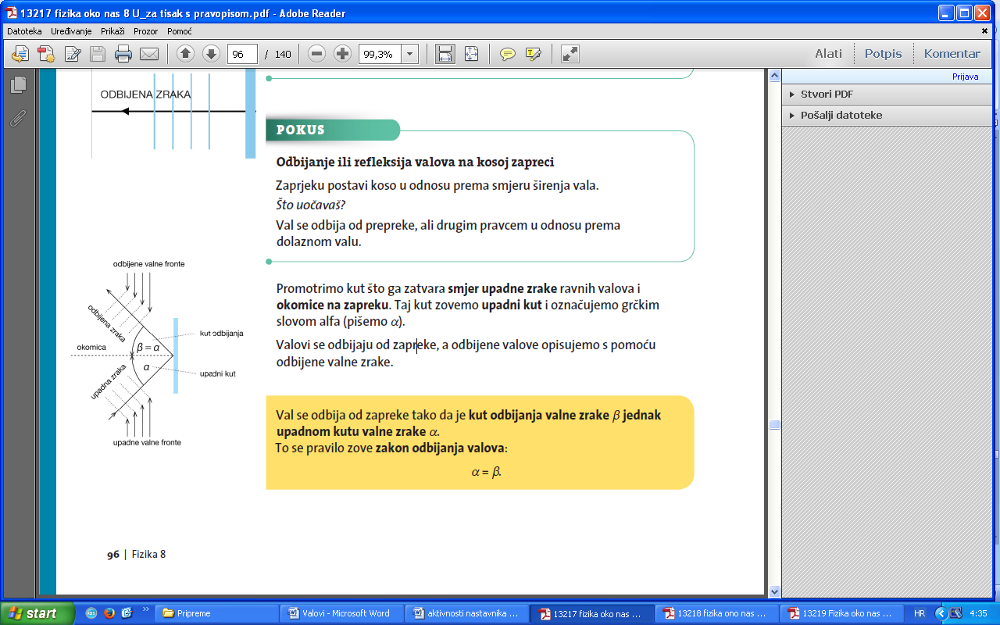 13217 fizika oko nas 8 U_za tisak s pravopisom.pdf - Adobe Reader
Datoteka Uređivanje Prikaži Prozor Pomoć
96 / 140 99,3% Alati Potpis Komentar
Prijava
Stvori PDF
Pošalji datoteke
ODBIJENA ZRAKA
POKUS
Odbijanje ili refleksija valova na kosoj zapreci
Zaprjeku postavi koso u odnosu prema smjeru širenja vala.
Što uočavaš?
Val se odbija od prepreke, ali drugim pravcem u odnosu prema
dolaznom valu.
odbijene valne fronte
odbijena zraka
kut odbijanja
okomica
β = α
α
upadni kut
upadna zraka
upadne valne fronte
Promotrimo kut što ga zatvara smjer upadne zrake ravnih valova i
okomice na zapreku. Taj kut zovemo upadni kut i označujemo grčkim
slovom alfa (pišemo α).
Valovi se odbijaju od zapreke, a odbijene valove opisujemo s pomoću
odbijene valne zrake.
Val se odbija od zapreke tako da je kut odbijanja valne zrake β jednak
upadnom kutu valne zrake α.
To se pravilo zove zakon odbijanja valova:
α = β.
96 | Fizika 8
start Pripreme Valovi - Microsoft Word aktivnosti nastavnika ... 13217 fizika oko nas ... 13218 fizika ono nas ... 13219 Fizika oko nas ... HR 4:35